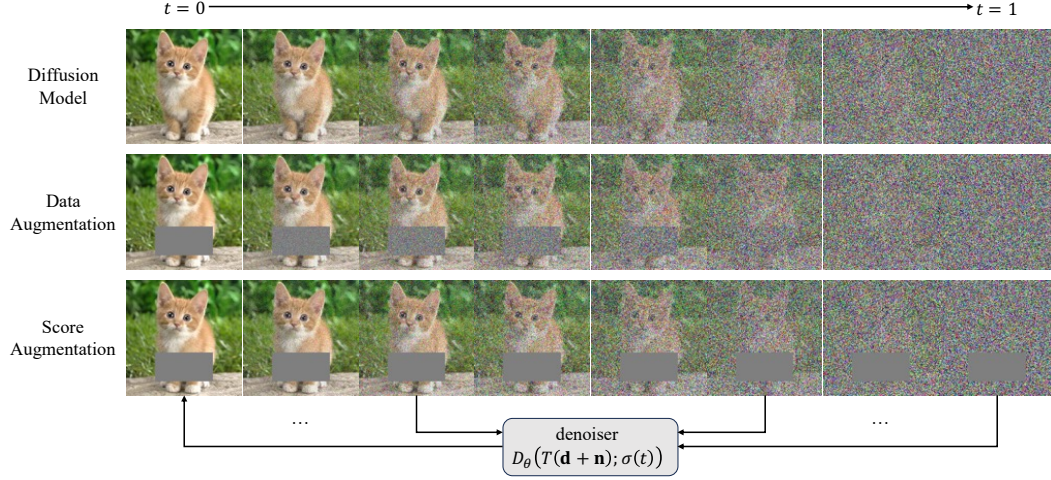 t = 0
t = 1
Diffusion
Model
Data
Augmentation
Score
Augmentation
...
...
denoiser
D_θ(T(d + n); σ(t))